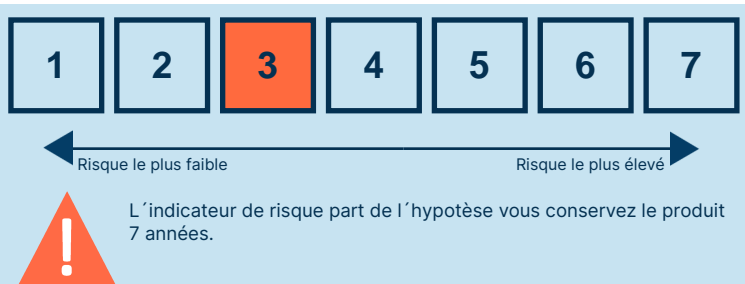 1 2 3 4 5 6 7
Risque le plus faible Risque le plus élevé
!
L´indicateur de risque part de l´hypotèse vous conservez le produit
7 années.